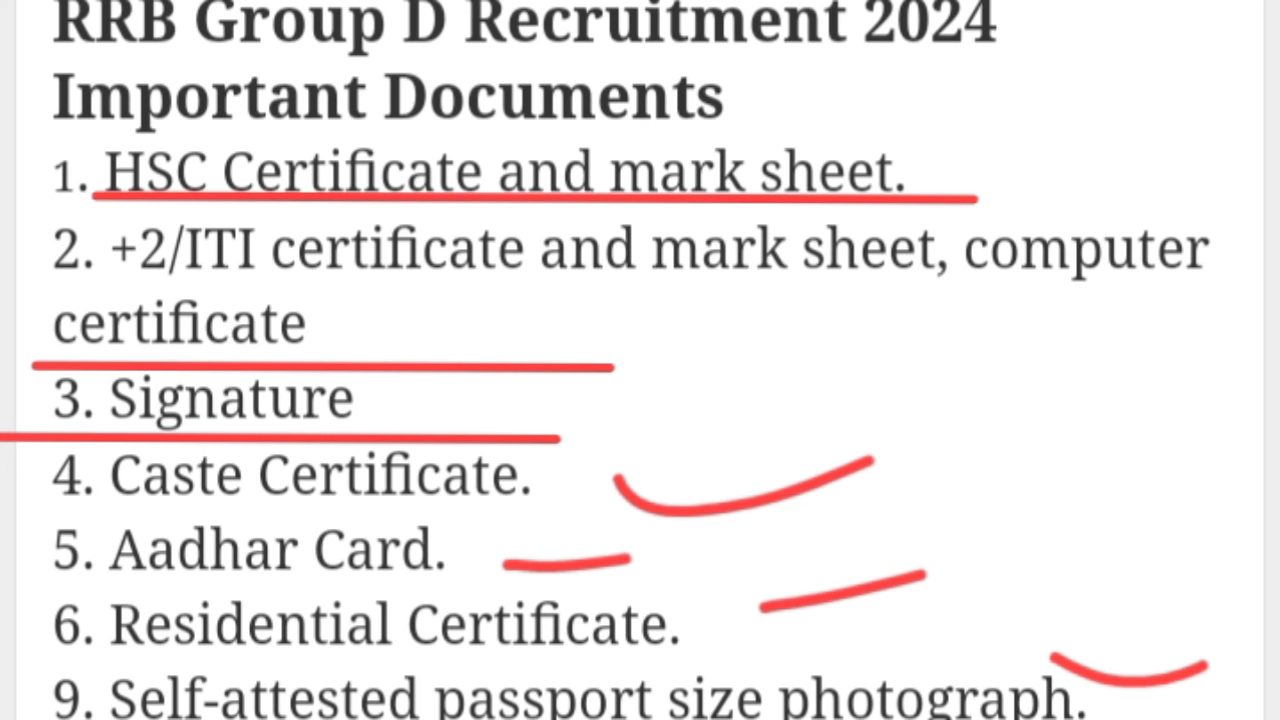 RRB Group D Recruitment 2024
Important Documents
1. HSC Certificate and mark sheet.
2. +2/ITI certificate and mark sheet, computer
certificate
3. Signature
4. Caste Certificate.
5. Aadhar Card.
6. Residential Certificate.
9. Self-attested passport size photograph.